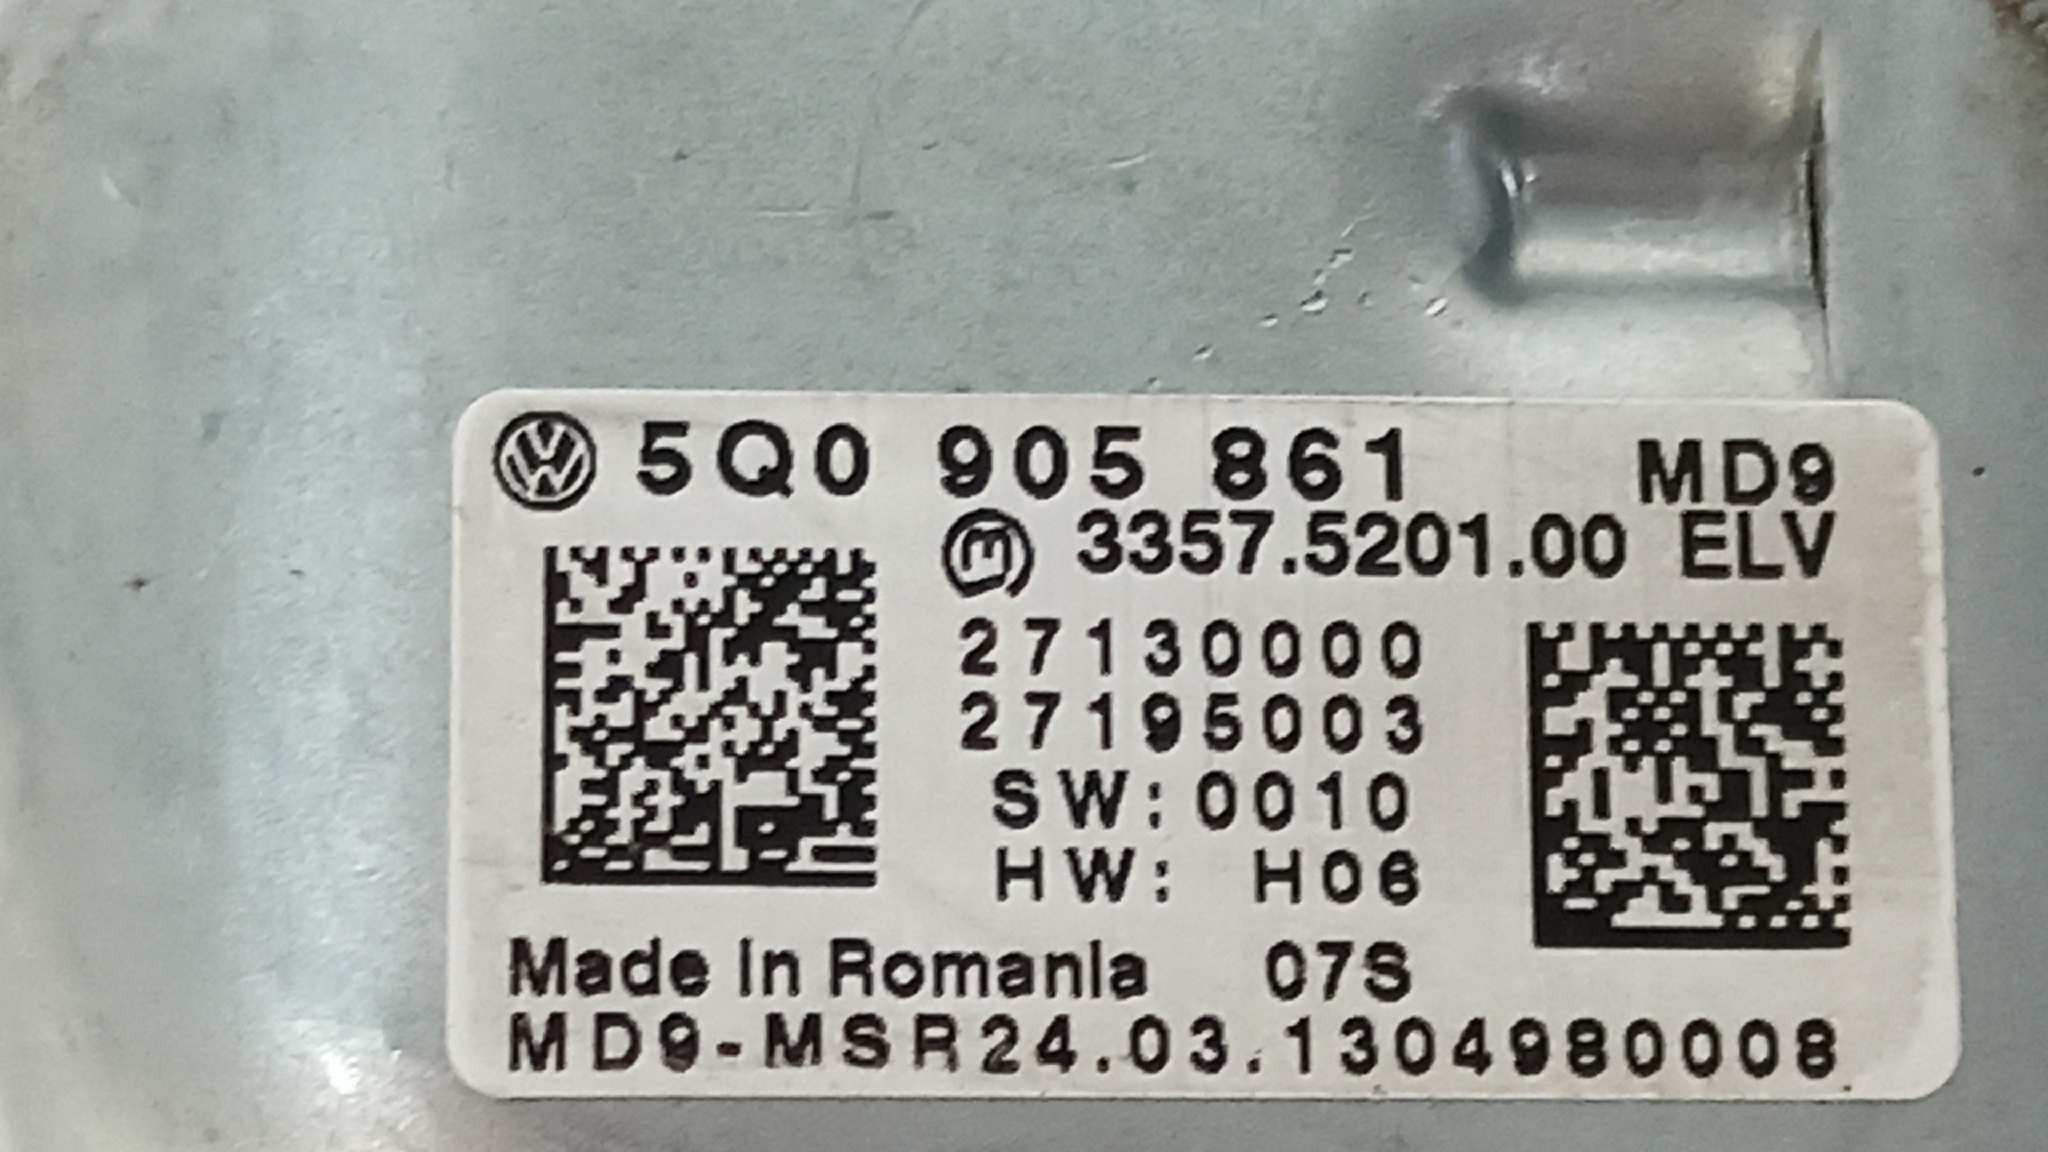 5Q0 905 861 MD9
3357.5201.00 ELV
27130000
27195003
SW:0010
HW: H06
Made In Romania 07S
MD9-MSR24.03.1304980008